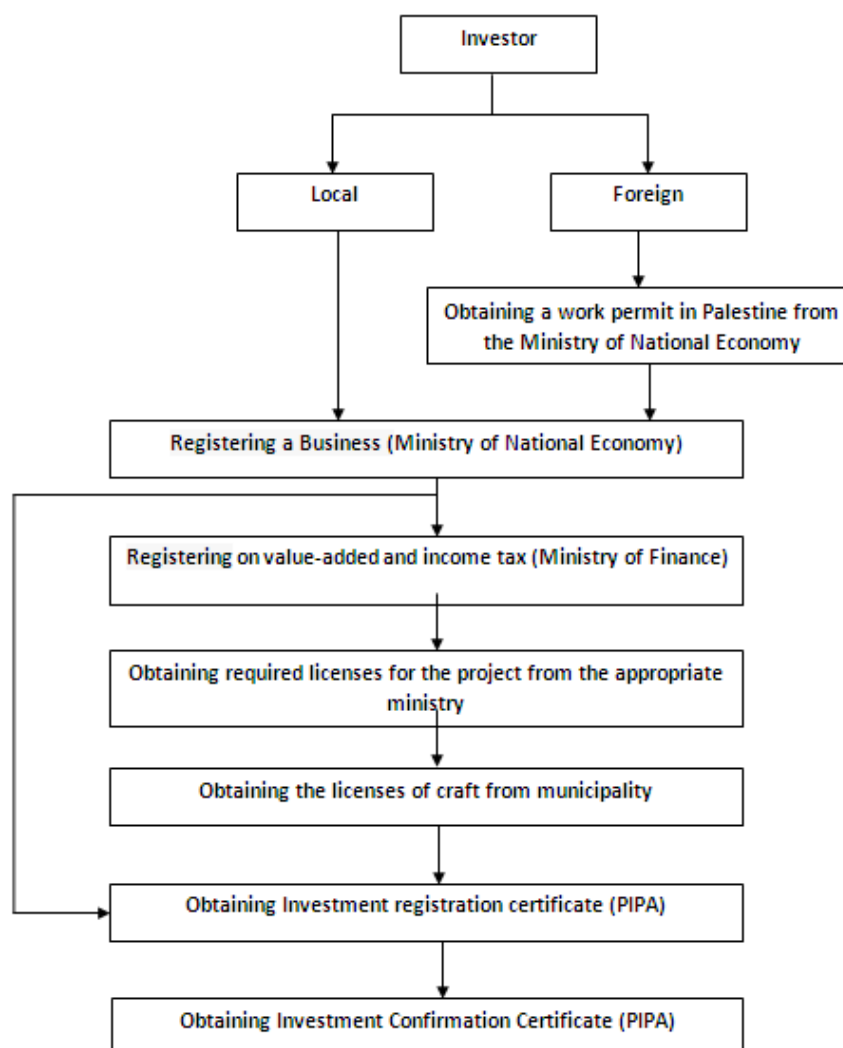 Investor
Local
Foreign
Obtaining a work permit in Palestine from
the Ministry of National Economy
Registering a Business (Ministry of National Economy)
Registering on value-added and income tax (Ministry of Finance)
Obtaining required licenses for the project from the appropriate
ministry
Obtaining the licenses of craft from municipality
Obtaining Investment registration certificate (PIPA)
Obtaining Investment Confirmation Certificate (PIPA)